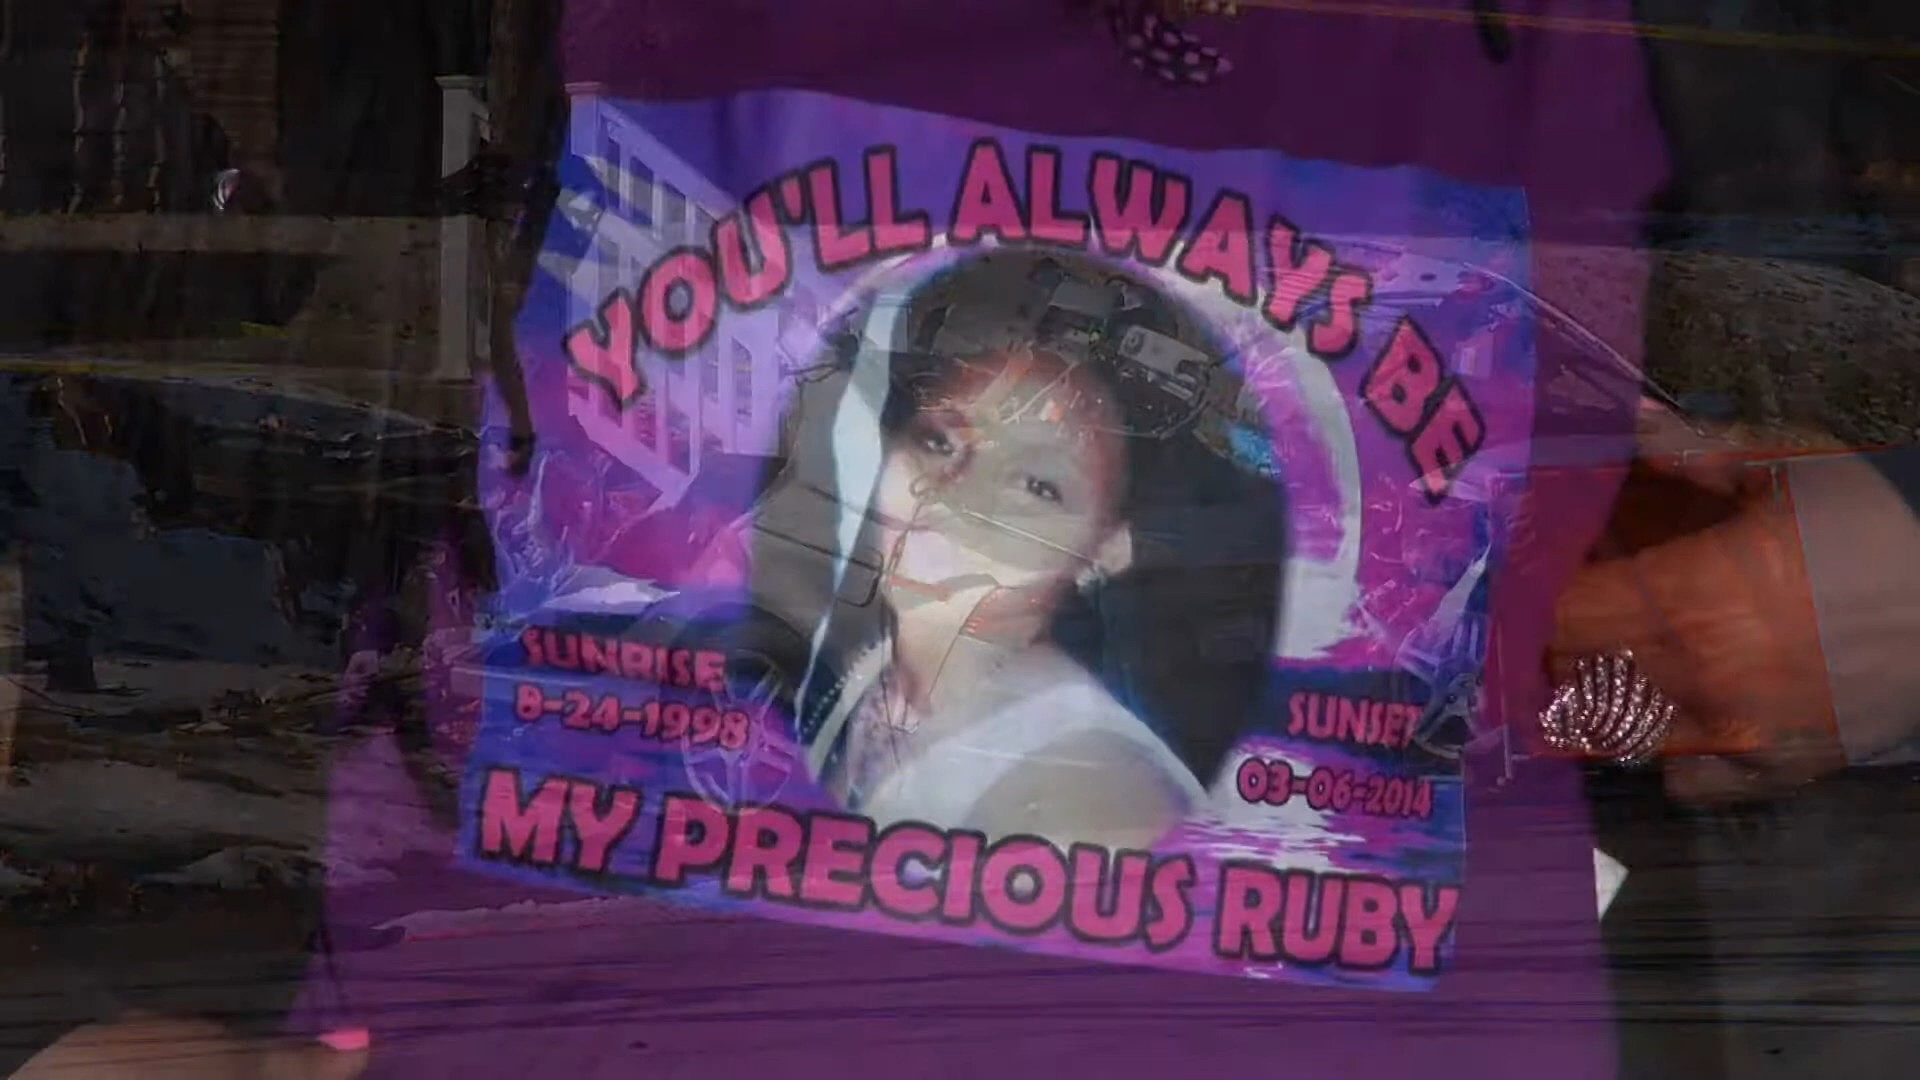 YOU'LL ALWAYS BE
SUNRISE
8-24-1998
SUNSET
03-06-2014
MY PRECIOUS RUBY